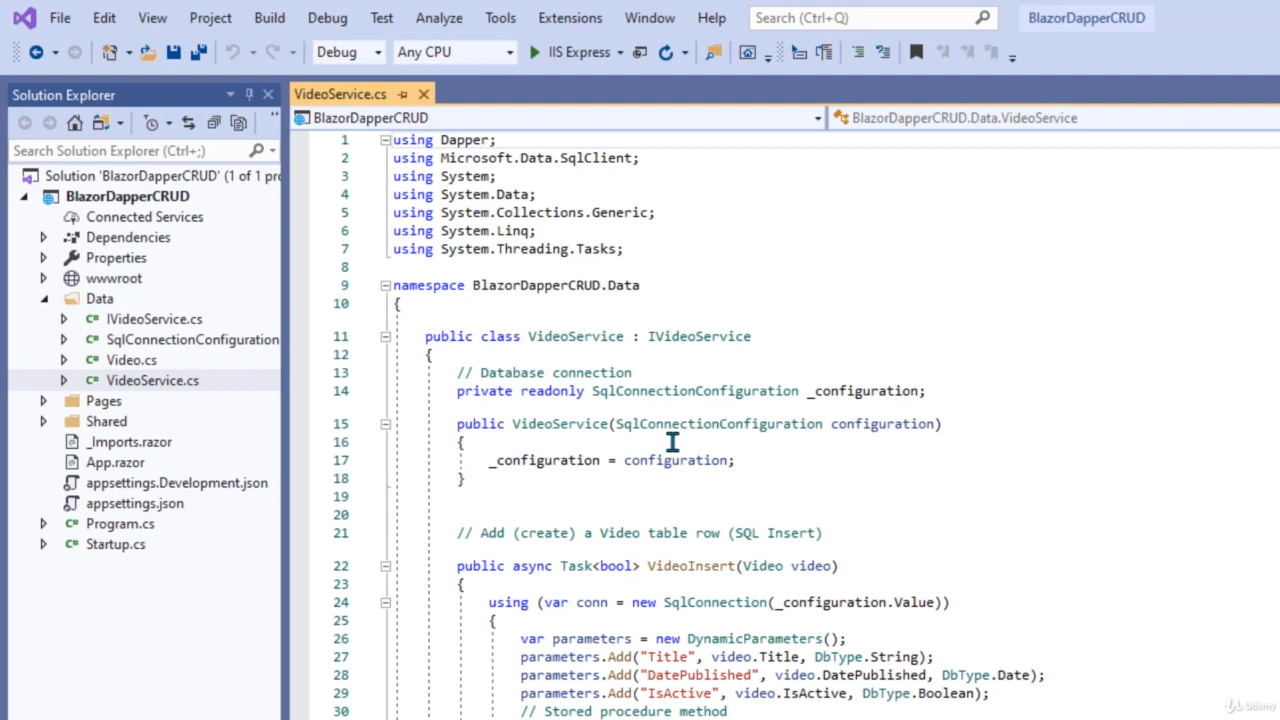 File Edit View Project Build Debug Test Analyze Tools Extensions Window Help Search (Ctrl+Q) BlazorDapperCRUD
Debug Any CPU IIS Express
Solution Explorer
Search Solution Explorer (Ctrl+;)
Solution 'BlazorDapperCRUD' (1 of 1 pro
BlazorDapperCRUD
Connected Services
Dependencies
Properties
wwwroot
Data
IVideoService.cs
SqlConnectionConfiguration
Video.cs
VideoService.cs
Pages
Shared
_Imports.razor
App.razor
appsettings.Development.json
appsettings.json
Program.cs
Startup.cs
VideoService.cs
BlazorDapperCRUD BlazorDapperCRUD.Data.VideoService
1 using Dapper;
2 using Microsoft.Data.SqlClient;
3 using System;
4 using System.Data;
5 using System.Collections.Generic;
6 using System.Linq;
7 using System.Threading.Tasks;
8
9 namespace BlazorDapperCRUD.Data
10 {
11 public class VideoService : IVideoService
12 {
13 // Database connection
14 private readonly SqlConnectionConfiguration _configuration;
15 public VideoService(SqlConnectionConfiguration configuration)
16 {
17 _configuration = configuration;
18 }
19
20
21 // Add (create) a Video table row (SQL Insert)
22 public async Task<bool> VideoInsert(Video video)
23 {
24 using (var conn = new SqlConnection(_configuration.Value))
25 {
26 var parameters = new DynamicParameters();
27 parameters.Add("Title", video.Title, DbType.String);
28 parameters.Add("DatePublished", video.DatePublished, DbType.Date);
29 parameters.Add("IsActive", video.IsActive, DbType.Boolean);
30 // Stored procedure method
Udemy